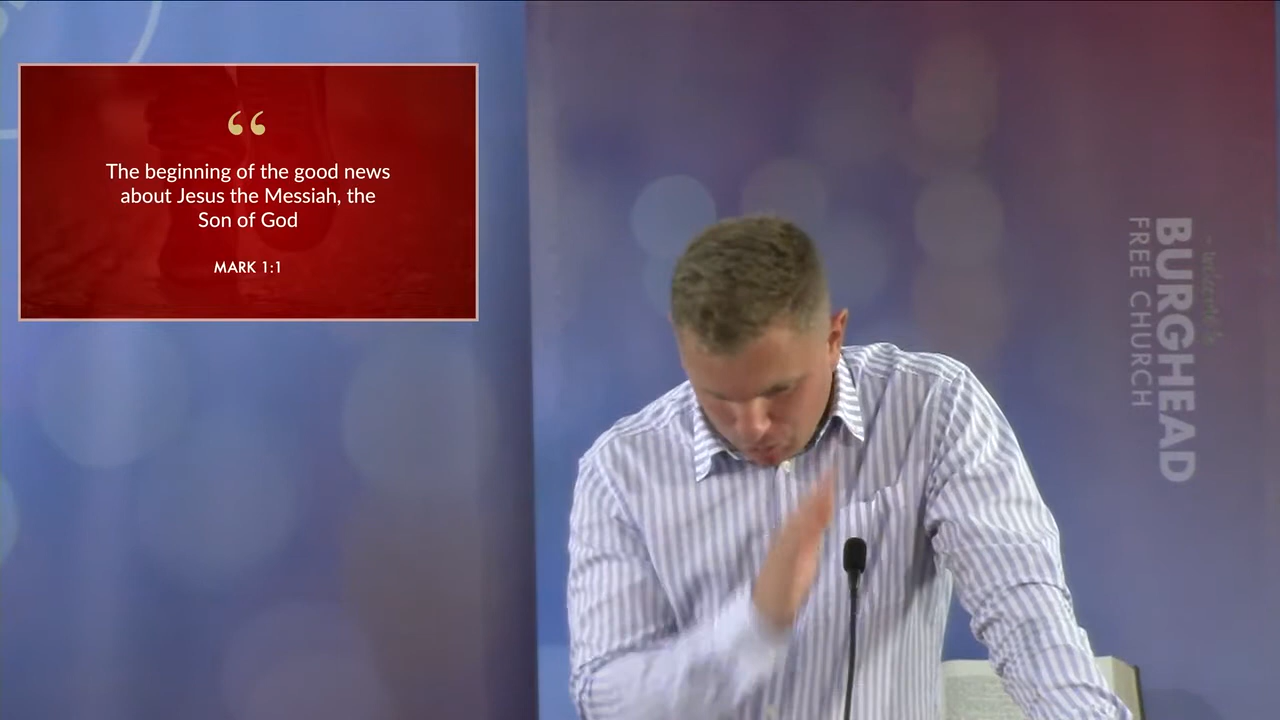 “
The beginning of the good news
about Jesus the Messiah, the
Son of God
MARK 1:1
BURGHEAD
FREE CHURCH